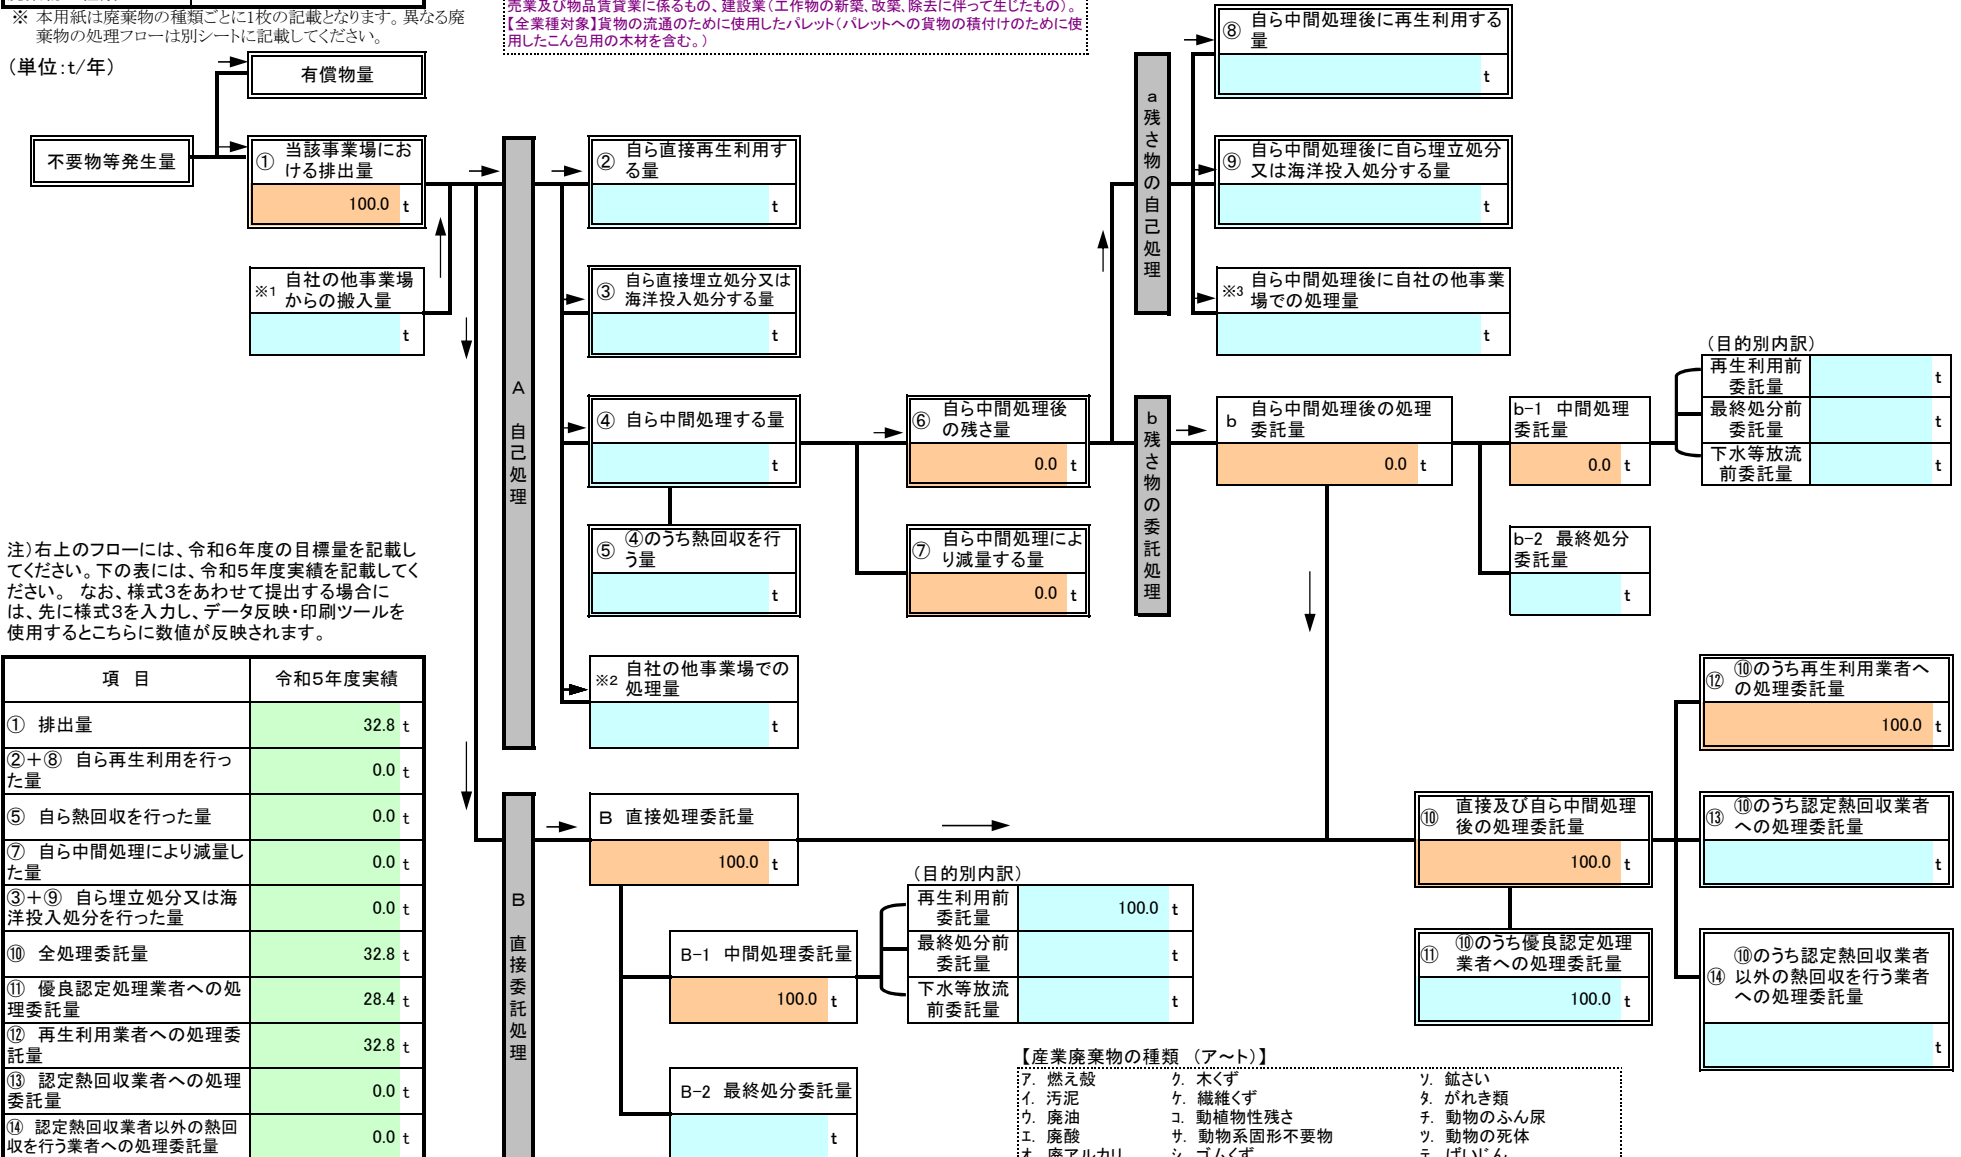 ※ 本用紙は廃棄物の種類ごとに1枚の記載となります。異なる廃
棄物の処理フローは別シートに記載してください。
(単位:t/年)
売業及び物品賃貸業に係るもの、建設業(工作物の新築、改築、除去に伴って生じたもの)。
【全業種対象】貨物の流通のために使用したパレット(パレットへの貨物の積付けのために使
用したこん包用の木材を含む。)
有償物量
不要物等発生量
① 当該事業場にお
ける排出量
100.0 t
※1 自社の他事業場
からの搬入量
t
A 自己処理
② 自ら直接再生利用す
る量
t
③ 自ら直接埋立処分又は
海洋投入処分する量
t
④ 自ら中間処理する量
t
⑤ ④のうち熱回収を行
う量
t
※2 自社の他事業場での
処理量
t
⑥ 自ら中間処理後
の残さ量
0.0 t
⑦ 自ら中間処理によ
り減量する量
0.0 t
a残さ物の自己処理
⑧ 自ら中間処理後に再生利用する
量
t
⑨ 自ら中間処理後に自ら埋立処分
又は海洋投入処分する量
t
※3 自ら中間処理後に自社の他事業
場での処理量
t
b残さ物の委託処理
b 自ら中間処理後の処理
委託量
0.0 t
b-1 中間処理
委託量
0.0 t
b-2 最終処分
委託量
t
(目的別内訳)
再生利用前
委託量
t
最終処分前
委託量
t
下水等放流
前委託量
t
注)右上のフローには、令和6年度の目標量を記載し
てください。下の表には、令和5年度実績を記載してく
ださい。 なお、様式3をあわせて提出する場合に
は、先に様式3を入力し、データ反映・印刷ツールを
使用するとこちらに数値が反映されます。
項 目 令和5年度実績
① 排出量 32.8 t
②+⑧ 自ら再生利用を行っ
た量
0.0 t
⑤ 自ら熱回収を行った量 0.0 t
⑦ 自ら中間処理により減量し
た量
0.0 t
③+⑨ 自ら埋立処分又は海
洋投入処分を行った量
0.0 t
⑩ 全処理委託量 32.8 t
⑪ 優良認定処理業者への処
理委託量
28.4 t
⑫ 再生利用業者への処理委
託量
32.8 t
⑬ 認定熱回収業者への処理
委託量
0.0 t
⑭ 認定熱回収業者以外の熱回
収を行う業者への処理委託量
0.0 t
B 直接委託処理
B 直接処理委託量
100.0 t
B-1 中間処理委託量
100.0 t
B-2 最終処分委託量
t
(目的別内訳)
再生利用前
委託量
100.0 t
最終処分前
委託量
t
下水等放流
前委託量
t
⑩ 直接及び自ら中間処理
後の処理委託量
100.0 t
⑪ ⑩のうち優良認定処理
業者への処理委託量
100.0 t
⑫ ⑩のうち再生利用業者へ
の処理委託量
100.0 t
⑬ ⑩のうち認定熱回収業者
への処理委託量
t
⑭ ⑩のうち認定熱回収業者
以外の熱回収を行う業者
への処理委託量
t
【産業廃棄物の種類 (ア~ト)】
ア. 燃え殻 ク. 木くず ソ. 鉱さい
イ. 汚泥 ケ. 繊維くず タ. がれき類
ウ. 廃油 コ. 動植物性残さ チ. 動物のふん尿
エ. 廃酸 サ. 動物系固形不要物 ツ. 動物の死体
オ. 廃アルカリ シ. ゴムくず テ. ばいじん